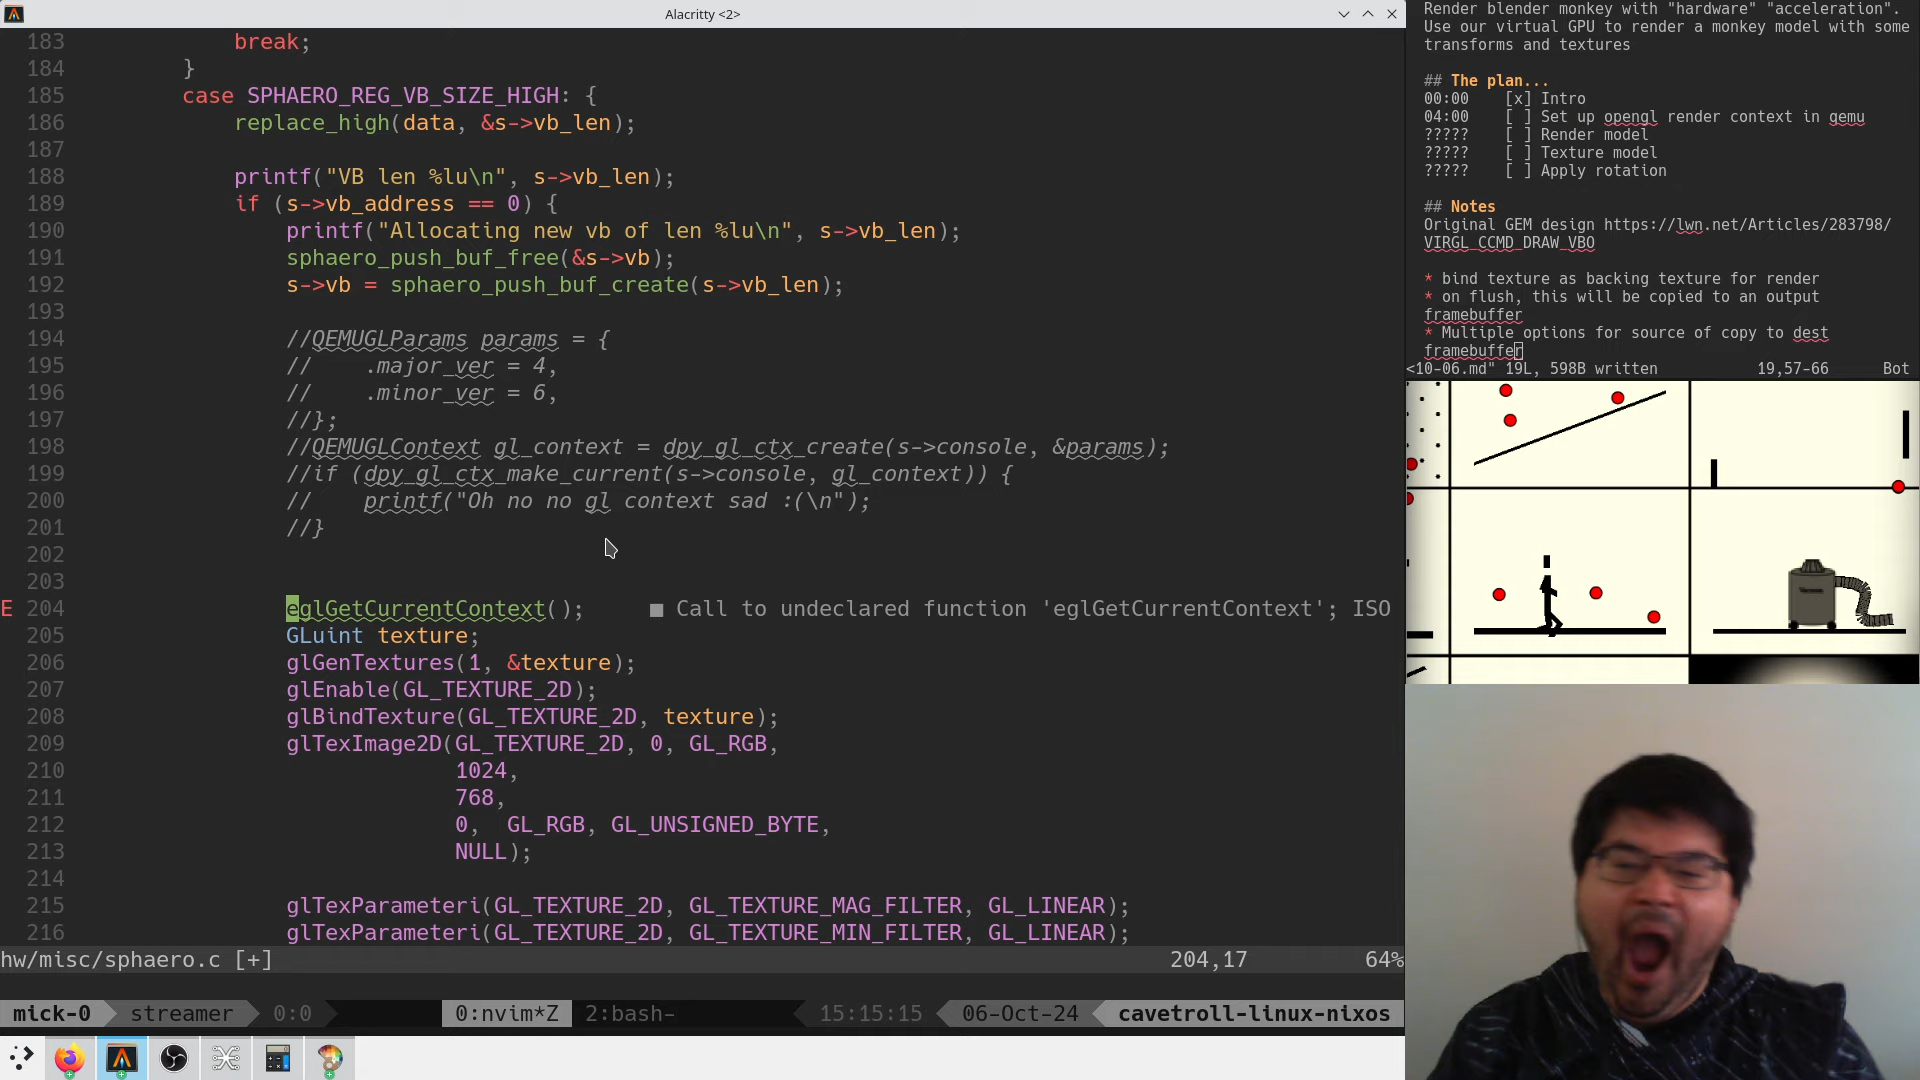 Alacritty <2>
183 break;
184 }
185 case SPHAERO_REG_VB_SIZE_HIGH: {
186 replace_high(data, &s->vb_len);
187
188 printf("VB len %lu\n", s->vb_len);
189 if (s->vb_address == 0) {
190 printf("Allocating new vb of len %lu\n", s->vb_len);
191 sphaero_push_buf_free(&s->vb);
192 s->vb = sphaero_push_buf_create(s->vb_len);
193
194 //QEMUGLParams params = {
195 // .major_ver = 4,
196 // .minor_ver = 6,
197 //};
198 //QEMUGLContext gl_context = dpy_gl_ctx_create(s->console, &params);
199 //if (dpy_gl_ctx_make_current(s->console, gl_context)) {
200 // printf("Oh no no gl context sad :(\n");
201 //}
202
203
E 204 eglGetCurrentContext(); ■ Call to undeclared function 'eglGetCurrentContext'; ISO
205 GLuint texture;
206 glGenTextures(1, &texture);
207 glEnable(GL_TEXTURE_2D);
208 glBindTexture(GL_TEXTURE_2D, texture);
209 glTexImage2D(GL_TEXTURE_2D, 0, GL_RGB,
210 1024,
211 768,
212 0, GL_RGB, GL_UNSIGNED_BYTE,
213 NULL);
214
215 glTexParameteri(GL_TEXTURE_2D, GL_TEXTURE_MAG_FILTER, GL_LINEAR);
216 glTexParameteri(GL_TEXTURE_2D, GL_TEXTURE_MIN_FILTER, GL_LINEAR);
hw/misc/sphaero.c [+] 204,17 64%
mick-0 streamer 0:0 0:nvim*Z 2:bash- 15:15:15 06-Oct-24 cavetroll-linux-nixos
Render blender monkey with "hardware" "acceleration".
Use our virtual GPU to render a monkey model with some
transforms and textures
## The plan...
00:00 [x] Intro
04:00 [ ] Set up opengl render context in qemu
????? [ ] Render model
????? [ ] Texture model
????? [ ] Apply rotation
## Notes
Original GEM design https://lwn.net/Articles/283798/
VIRGL_CCMD_DRAW_VBO
* bind texture as backing texture for render
* on flush, this will be copied to an output
framebuffer
* Multiple options for source of copy to dest
framebuffer
<10-06.md" 19L, 598B written 19,57-66 Bot